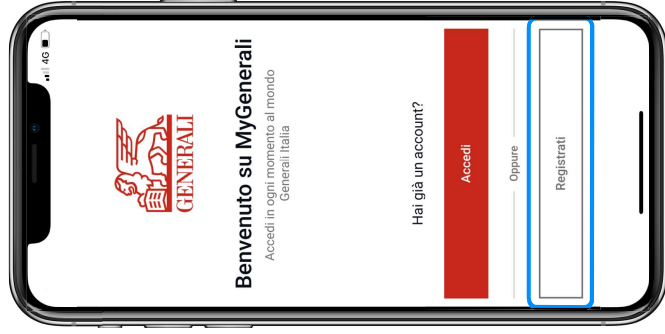 4G
GENERALI
Benvenuto su MyGenerali
Accedi in ogni momento al mondo
Generali Italia
Hai già un account?
Accedi
Oppure
Registrati